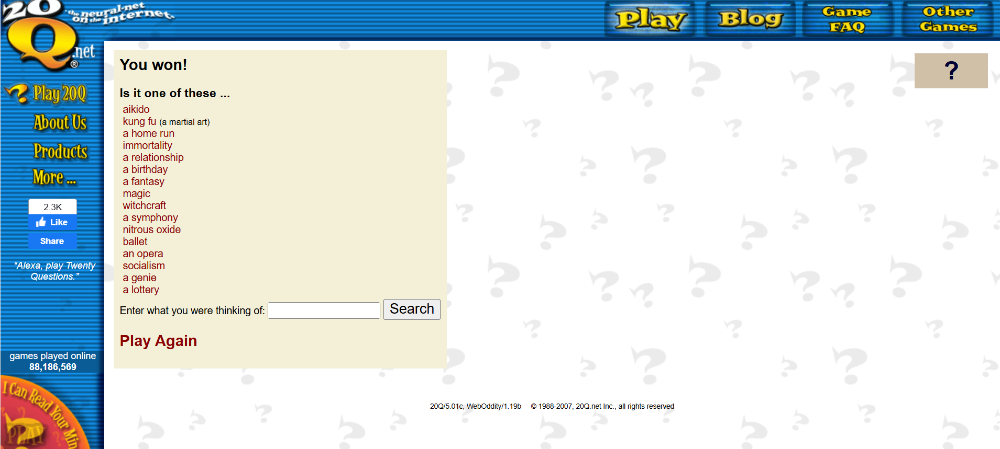 20Q.net®
the neural-net
on the internet.
Play
Blog
Game
FAQ
Other
Games
Play 20Q
About Us
Products
More ...
2.3K
Like
Share
“Alexa, play Twenty
Questions.”
games played online
88,186,569
I Can Read Your Min
PLAY
You won!
Is it one of these ...
aikido
kung fu (a martial art)
a home run
immortality
a relationship
a birthday
a fantasy
magic
witchcraft
a symphony
nitrous oxide
ballet
an opera
socialism
a genie
a lottery
Enter what you were thinking of: Search
Play Again
?
20Q/5.01c, WebOddity/1.19b © 1988-2007, 20Q.net Inc., all rights reserved